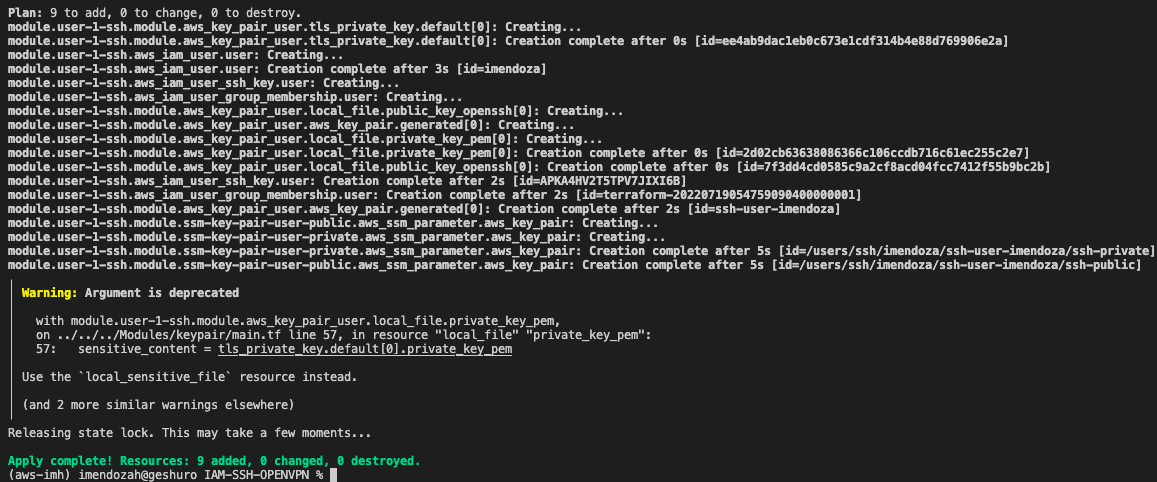 Plan: 9 to add, 0 to change, 0 to destroy.
module.user-1-ssh.module.aws_key_pair_user.tls_private_key.default[0]: Creating...
module.user-1-ssh.module.aws_key_pair_user.tls_private_key.default[0]: Creation complete after 0s [id=ee4ab9dac1eb0c673e1cdf314b4e88d769906e2a]
module.user-1-ssh.aws_iam_user.user: Creating...
module.user-1-ssh.aws_iam_user.user: Creation complete after 3s [id=imendoza]
module.user-1-ssh.aws_iam_user_ssh_key.user: Creating...
module.user-1-ssh.aws_iam_user_group_membership.user: Creating...
module.user-1-ssh.module.aws_key_pair_user.local_file.public_key_openssh[0]: Creating...
module.user-1-ssh.module.aws_key_pair_user.aws_key_pair.generated[0]: Creating...
module.user-1-ssh.module.aws_key_pair_user.local_file.private_key_pem[0]: Creating...
module.user-1-ssh.module.aws_key_pair_user.local_file.private_key_pem[0]: Creation complete after 0s [id=2d02cb63638086366c106ccdb716c61ec255c2e7]
module.user-1-ssh.module.aws_key_pair_user.local_file.public_key_openssh[0]: Creation complete after 0s [id=7f3dd4cd0585c9a2cf8acd04fcc7412f55b9bc2b]
module.user-1-ssh.aws_iam_user_ssh_key.user: Creation complete after 2s [id=APKA4HV2T5TPV7JIXI6B]
module.user-1-ssh.aws_iam_user_group_membership.user: Creation complete after 2s [id=terraform-20220719054759090400000001]
module.user-1-ssh.module.aws_key_pair_user.aws_key_pair.generated[0]: Creation complete after 2s [id=ssh-user-imendoza]
module.user-1-ssh.module.ssm-key-pair-user-public.aws_ssm_parameter.aws_key_pair: Creating...
module.user-1-ssh.module.ssm-key-pair-user-private.aws_ssm_parameter.aws_key_pair: Creating...
module.user-1-ssh.module.ssm-key-pair-user-private.aws_ssm_parameter.aws_key_pair: Creation complete after 5s [id=/users/ssh/imendoza/ssh-user-imendoza/ssh-private]
module.user-1-ssh.module.ssm-key-pair-user-public.aws_ssm_parameter.aws_key_pair: Creation complete after 5s [id=/users/ssh/imendoza/ssh-user-imendoza/ssh-public]
Warning: Argument is deprecated
with module.user-1-ssh.module.aws_key_pair_user.local_file.private_key_pem,
on ../../../Modules/keypair/main.tf line 57, in resource "local_file" "private_key_pem":
57:   sensitive_content = tls_private_key.default[0].private_key_pem
Use the `local_sensitive_file` resource instead.
(and 2 more similar warnings elsewhere)
Releasing state lock. This may take a few moments...
Apply complete! Resources: 9 added, 0 changed, 0 destroyed.
(aws-imh) imendozah@geshuro IAM-SSH-OPENVPN %